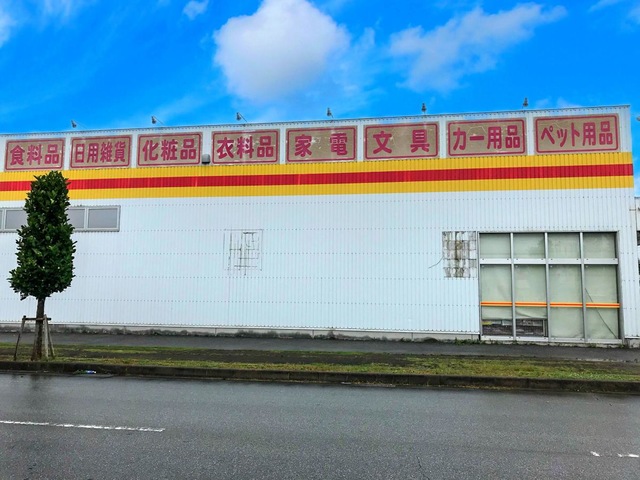 食料品
日用雑貨
化粧品
衣料品
家電
文具
カー用品
ペット用品